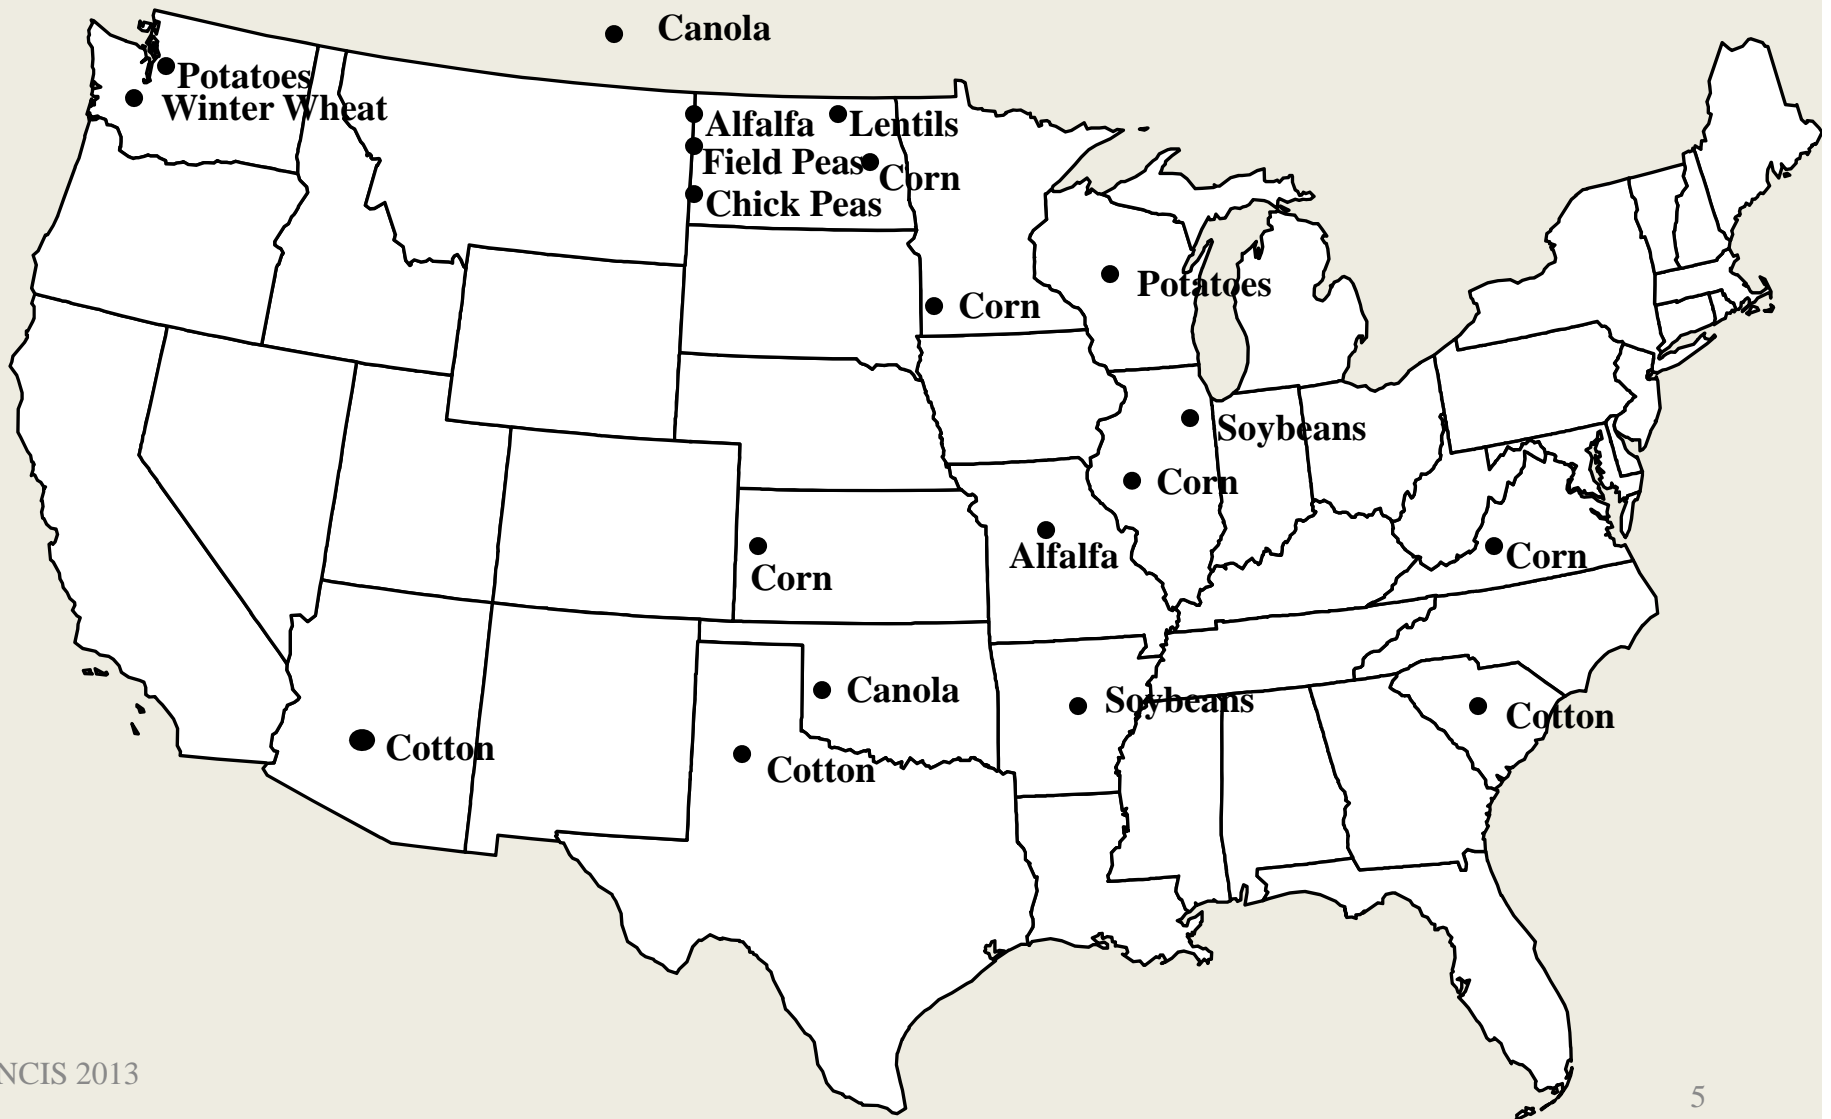 Canola
Potatoes
Winter Wheat
Alfalfa
Lentils
Field Peas
Corn
Chick Peas
Potatoes
Corn
Soybeans
Corn
Alfalfa
Corn
Corn
Canola
Soybeans
Cotton
Cotton
Cotton
NCIS 2013
5